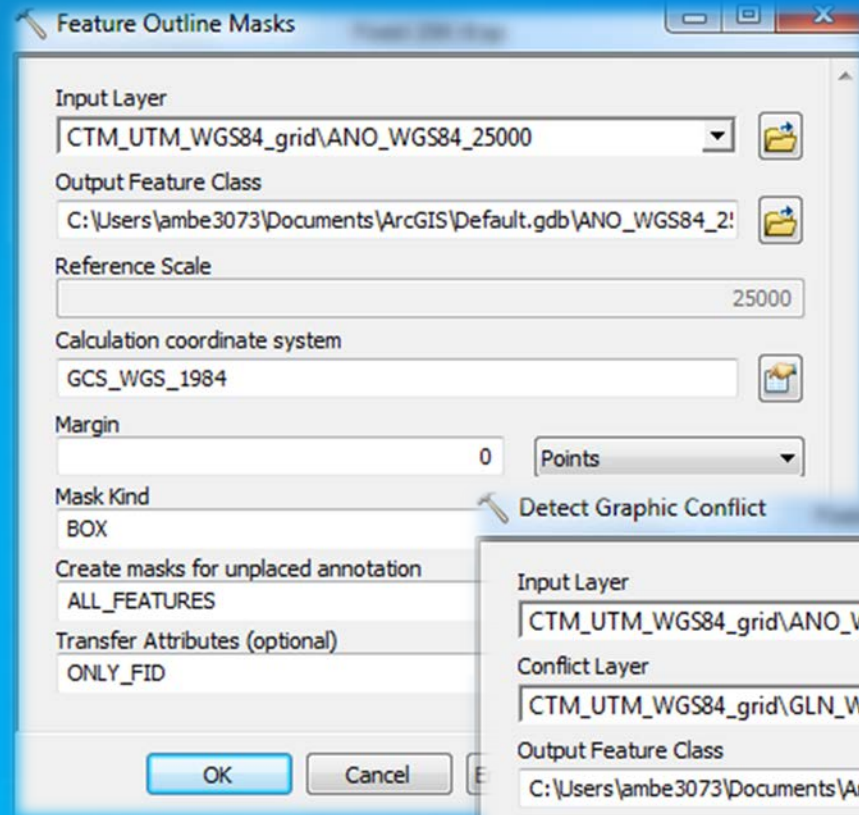 Feature Outline Masks
Input Layer
CTM_UTM_WGS84_grid\ANO_WGS84_25000
Output Feature Class
C:\Users\ambe3073\Documents\ArcGIS\Default.gdb\ANO_WGS84_2
Reference Scale
25000
Calculation coordinate system
GCS_WGS_1984
Margin
0 Points
Mask Kind
BOX
Create masks for unplaced annotation
ALL_FEATURES
Transfer Attributes (optional)
ONLY_FID
OK Cancel E
Detect Graphic Conflict
Input Layer
CTM_UTM_WGS84_grid\ANO_W
Conflict Layer
CTM_UTM_WGS84_grid\GLN_W
Output Feature Class
C:\Users\ambe3073\Documents\Ar